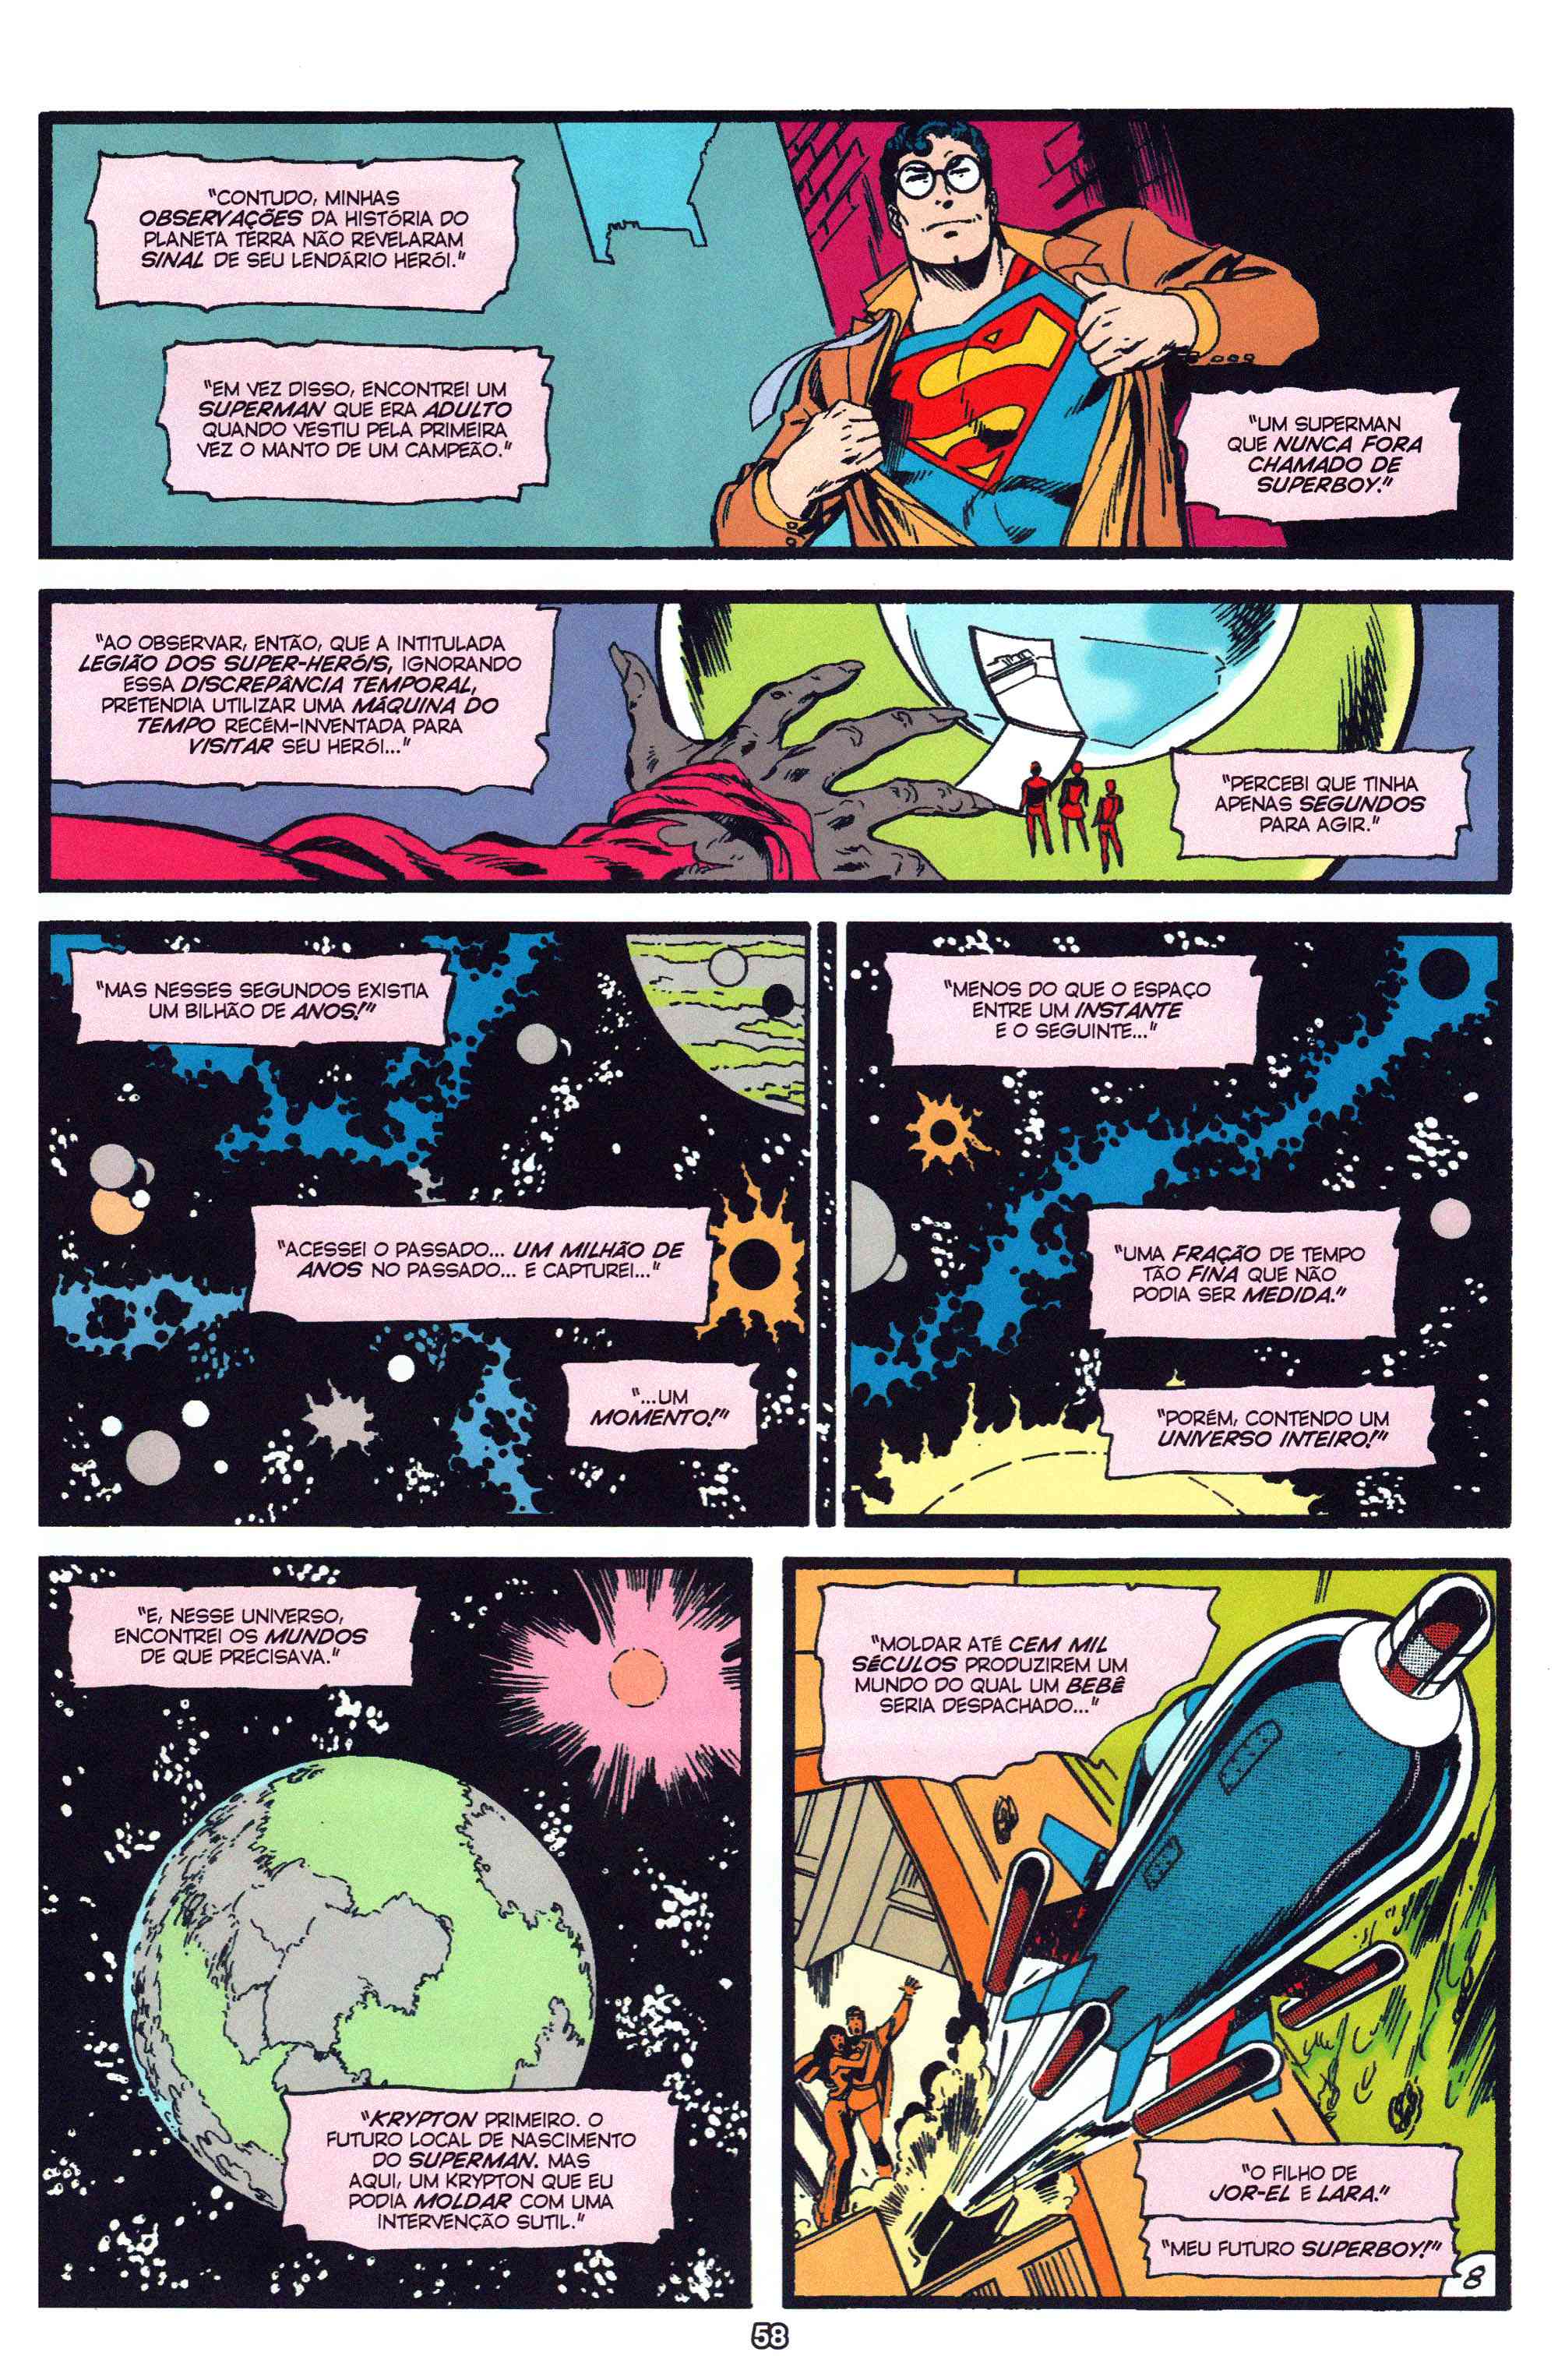 "CONTUDO, MINHAS
OBSERVAÇÕES DA HISTÓRIA DO
PLANETA TERRA NÃO REVELARAM
SINAL DE SEU LENDÁRIO HERÓI."
"EM VEZ DISSO, ENCONTREI UM
SUPERMAN QUE ERA ADULTO
QUANDO VESTIU PELA PRIMEIRA
VEZ O MANTO DE UM CAMPEÃO."
"UM SUPERMAN
QUE NUNCA FORA
CHAMADO DE
SUPERBOY."
"AO OBSERVAR, ENTÃO, QUE A INTITULADA
LEGIÃO DOS SUPER-HERÓIS, IGNORANDO
ESSA DISCREPÂNCIA TEMPORAL,
PRETENDIA UTILIZAR UMA MÁQUINA DO
TEMPO RECÉM-INVENTADA PARA
VISITAR SEU HERÓI..."
"PERCEBI QUE TINHA
APENAS SEGUNDOS
PARA AGIR."
"MAS NESSES SEGUNDOS EXISTIA
UM BILHÃO DE ANOS!"
"ACESSEI O PASSADO... UM MILHÃO DE
ANOS NO PASSADO... E CAPTUREI..."
"...UM
MOMENTO!"
"MENOS DO QUE O ESPAÇO
ENTRE UM INSTANTE
E O SEGUINTE..."
"UMA FRAÇÃO DE TEMPO
TÃO FINA QUE NÃO
PODIA SER MEDIDA."
"PORÉM, CONTENDO UM
UNIVERSO INTEIRO!"
"E, NESSE UNIVERSO,
ENCONTREI OS MUNDOS
DE QUE PRECISAVA."
"KRYPTON PRIMEIRO. O
FUTURO LOCAL DE NASCIMENTO
DO SUPERMAN. MAS
AQUI, UM KRYPTON QUE EU
PODIA MOLDAR COM UMA
INTERVENÇÃO SUTIL."
"MOLDAR ATÉ CEM MIL
SÉCULOS PRODUZIREM UM
MUNDO DO QUAL UM BEBÊ
SERIA DESPACHADO..."
"O FILHO DE
JOR-EL E LARA."
"MEU FUTURO SUPERBOY!"
8
58